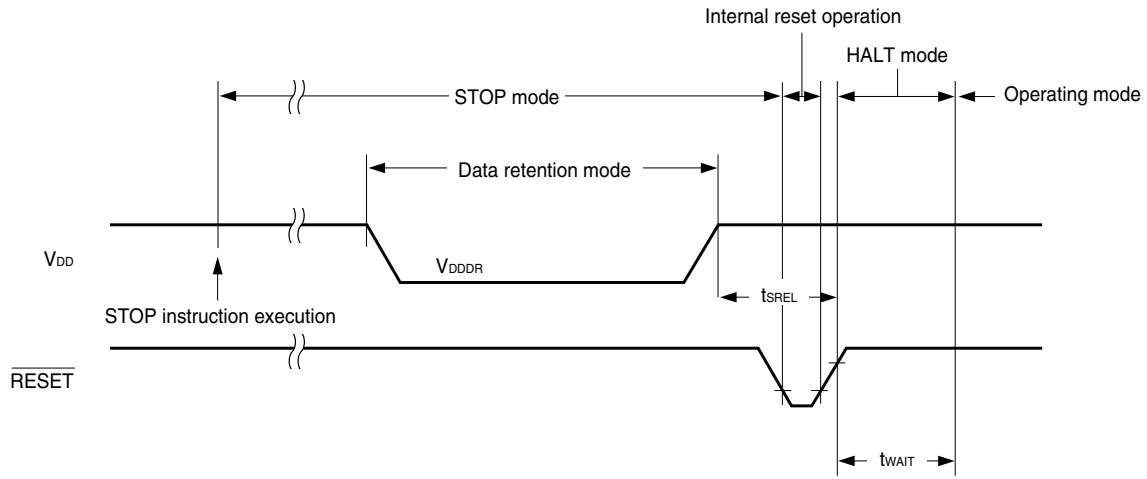 Internal reset operation
HALT mode
STOP mode
Operating mode
Data retention mode
VDD
VDDDR
tSREL
STOP instruction execution
RESET
tWAIT